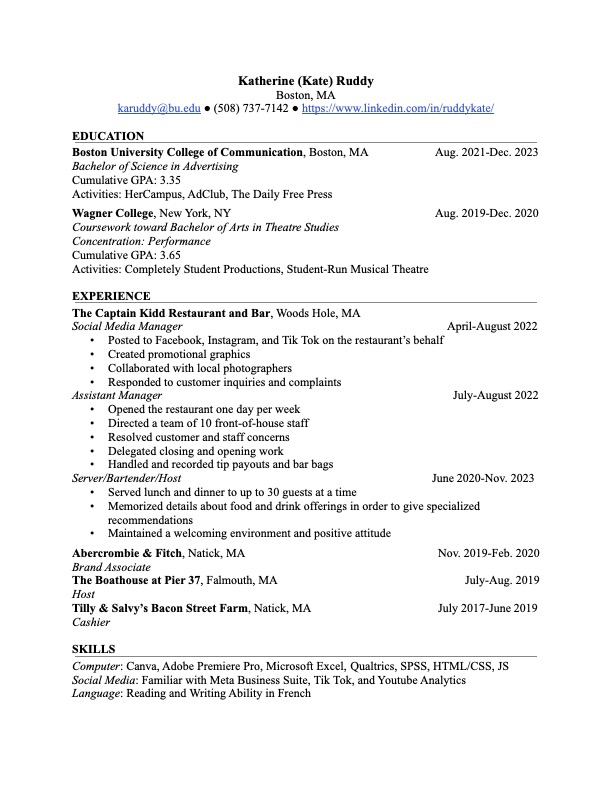 Katherine (Kate) Ruddy
Boston, MA
karuddy@bu.edu ● (508) 737-7142 ● https://www.linkedin.com/in/ruddykate/
EDUCATION
Boston University College of Communication, Boston, MA Aug. 2021-Dec. 2023
Bachelor of Science in Advertising
Cumulative GPA: 3.35
Activities: HerCampus, AdClub, The Daily Free Press
Wagner College, New York, NY Aug. 2019-Dec. 2020
Coursework toward Bachelor of Arts in Theatre Studies
Concentration: Performance
Cumulative GPA: 3.65
Activities: Completely Student Productions, Student-Run Musical Theatre
EXPERIENCE
The Captain Kidd Restaurant and Bar, Woods Hole, MA
Social Media Manager April-August 2022
• Posted to Facebook, Instagram, and Tik Tok on the restaurant’s behalf
• Created promotional graphics
• Collaborated with local photographers
• Responded to customer inquiries and complaints
Assistant Manager July-August 2022
• Opened the restaurant one day per week
• Directed a team of 10 front-of-house staff
• Resolved customer and staff concerns
• Delegated closing and opening work
• Handled and recorded tip payouts and bar bags
Server/Bartender/Host June 2020-Nov. 2023
• Served lunch and dinner to up to 30 guests at a time
• Memorized details about food and drink offerings in order to give specialized
recommendations
• Maintained a welcoming environment and positive attitude
Abercrombie & Fitch, Natick, MA Nov. 2019-Feb. 2020
Brand Associate
The Boathouse at Pier 37, Falmouth, MA July-Aug. 2019
Host
Tilly & Salvy’s Bacon Street Farm, Natick, MA July 2017-June 2019
Cashier
SKILLS
Computer: Canva, Adobe Premiere Pro, Microsoft Excel, Qualtrics, SPSS, HTML/CSS, JS
Social Media: Familiar with Meta Business Suite, Tik Tok, and Youtube Analytics
Language: Reading and Writing Ability in French